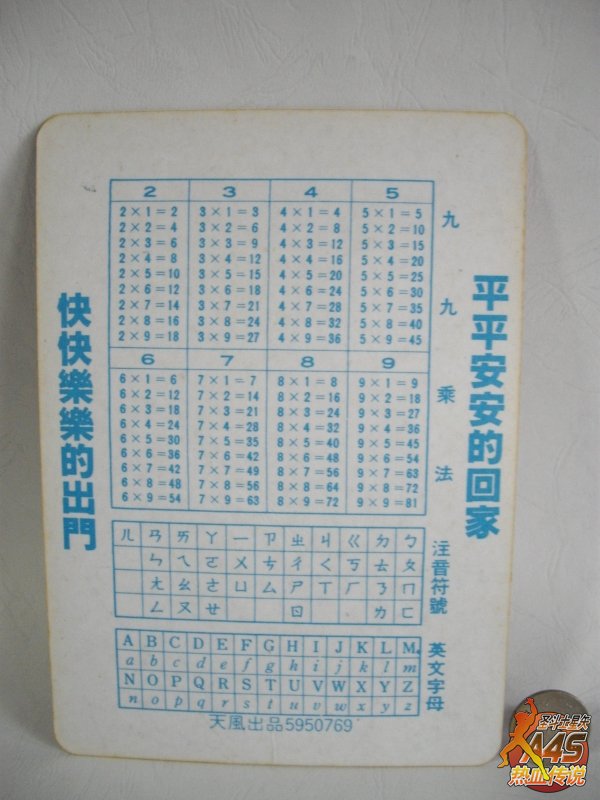 快快樂樂的出門
平平安安的回家
九九乘法
2 3 4 5
2×1=2 3×1=3 4×1=4 5×1=5
2×2=4 3×2=6 4×2=8 5×2=10
2×3=6 3×3=9 4×3=12 5×3=15
2×4=8 3×4=12 4×4=16 5×4=20
2×5=10 3×5=15 4×5=20 5×5=25
2×6=12 3×6=18 4×6=24 5×6=30
2×7=14 3×7=21 4×7=28 5×7=35
2×8=16 3×8=24 4×8=32 5×8=40
2×9=18 3×9=27 4×9=36 5×9=45
6 7 8 9
6×1=6 7×1=7 8×1=8 9×1=9
6×2=12 7×2=14 8×2=16 9×2=18
6×3=18 7×3=21 8×3=24 9×3=27
6×4=24 7×4=28 8×4=32 9×4=36
6×5=30 7×5=35 8×5=40 9×5=45
6×6=36 7×6=42 8×6=48 9×6=54
6×7=42 7×7=49 8×7=56 9×7=63
6×8=48 7×8=56 8×8=64 9×8=72
6×9=54 7×9=63 8×9=72 9×9=81
注音符號
ㄦ ㄢ ㄞ ㄚ ㄧ ㄗ ㄓ ㄐ ㄍ ㄉ ㄅ
ㄣ ㄟ ㄛ ㄨ ㄘ ㄔ ㄑ ㄎ ㄊ ㄆ
ㄤ ㄠ ㄜ ㄩ ㄙ ㄕ ㄒ ㄏ ㄋ ㄇ
ㄥ ㄡ ㄝ ㄖ ㄌ ㄈ
英文字母
A B C D E F G H I J K L M
a b c d e f g h i j k l m
N O P Q R S T U V W X Y Z
n o p q r s t u v w x y z
天風出品5950769
圣斗士星矢
A4S
热血传说